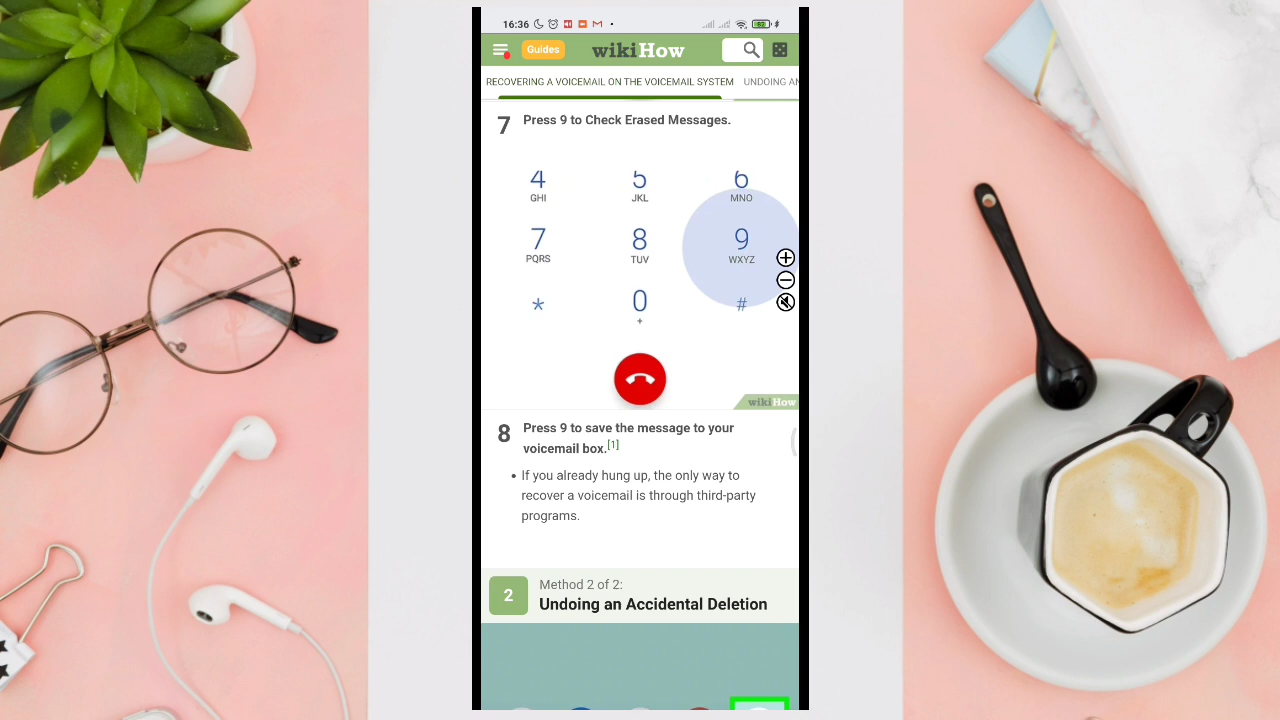 16:36
52
Guides
wikiHow
RECOVERING A VOICEMAIL ON THE VOICEMAIL SYSTEM UNDOING AN
7 Press 9 to Check Erased Messages.
4 5 6
GHI JKL MNO
7 8 9
PQRS TUV WXYZ
* 0 #
+
wikiHow
8 Press 9 to save the message to your
voicemail box.[1]
• If you already hung up, the only way to
recover a voicemail is through third-party
programs.
Method 2 of 2:
2 Undoing an Accidental Deletion